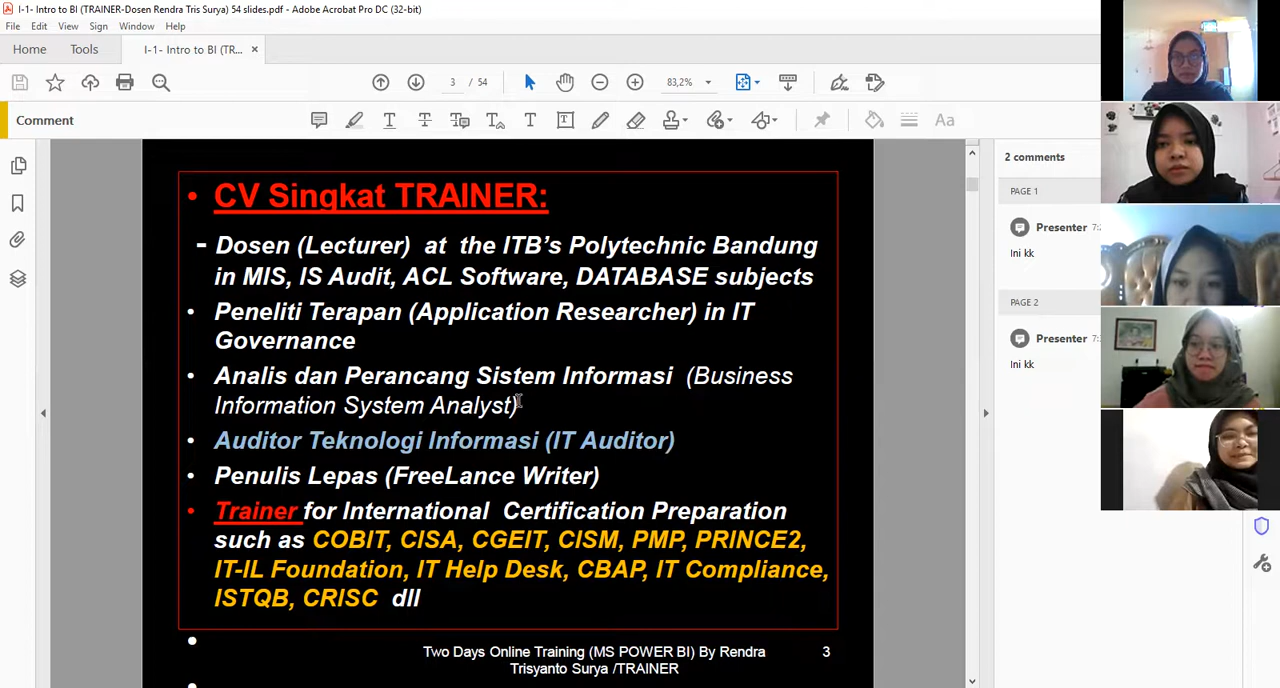 I-1- Intro to BI (TRAINER-Dosen Rendra Tris Surya) 54 slides.pdf - Adobe Acrobat Pro DC (32-bit)
File Edit View Sign Window Help
Home Tools I-1- Intro to BI (TR... ×
3 / 54 83,2%
Comment
2 comments
PAGE 1
Presenter
Ini kk
PAGE 2
Presenter
Ini kk
• CV Singkat TRAINER:
- Dosen (Lecturer) at the ITB's Polytechnic Bandung
in MIS, IS Audit, ACL Software, DATABASE subjects
• Peneliti Terapan (Application Researcher) in IT
Governance
• Analis dan Perancang Sistem Informasi (Business
Information System Analyst)
• Auditor Teknologi Informasi (IT Auditor)
• Penulis Lepas (FreeLance Writer)
• Trainer for International Certification Preparation
such as COBIT, CISA, CGEIT, CISM, PMP, PRINCE2,
IT-IL Foundation, IT Help Desk, CBAP, IT Compliance,
ISTQB, CRISC dll
Two Days Online Training (MS POWER BI) By Rendra
Trisyanto Surya /TRAINER
3